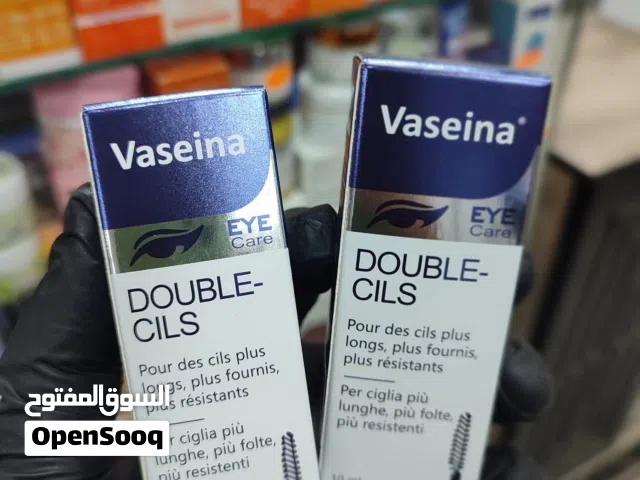 Vaseina
EYE
Care
DOUBLE-
CILS
Pour des cils plus
longs, plus fournis,
plus résistants
Per ciglia più
lunghe, più folte,
più resistenti
Vaseina®
EYE
Care
DOUBLE-
CILS
Pour des cils plus
longs, plus fournis,
plus résistants
Per ciglia più
lunghe, più folte,
più resistenti
10 ml
السوق المفتوح
OpenSooq